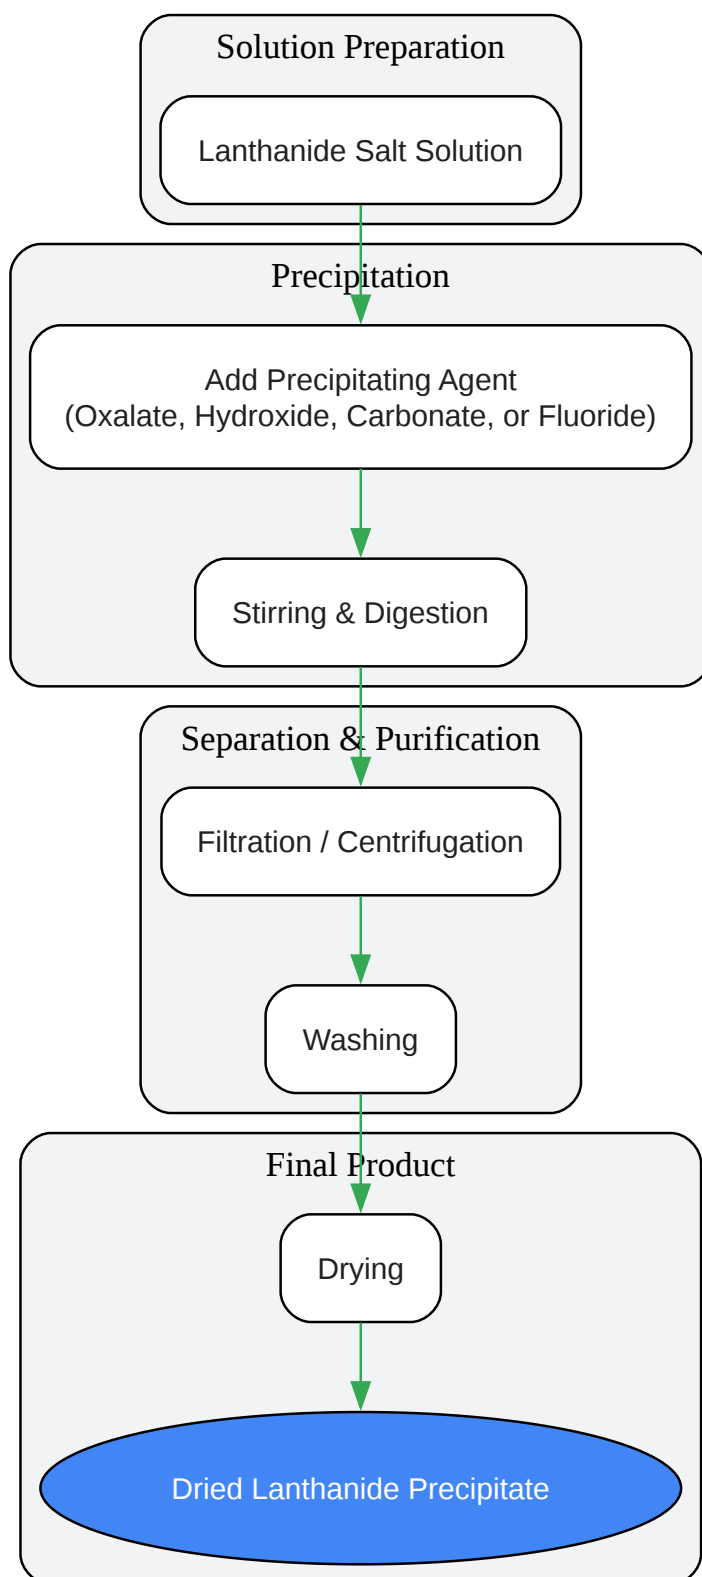 Solution Preparation
Lanthanide Salt Solution
Precipitation
Add Precipitating Agent
(Oxalate, Hydroxide, Carbonate, or Fluoride)
Stirring & Digestion
Separation & Purification
Filtration / Centrifugation
Washing
Final Product
Drying
Dried Lanthanide Precipitate